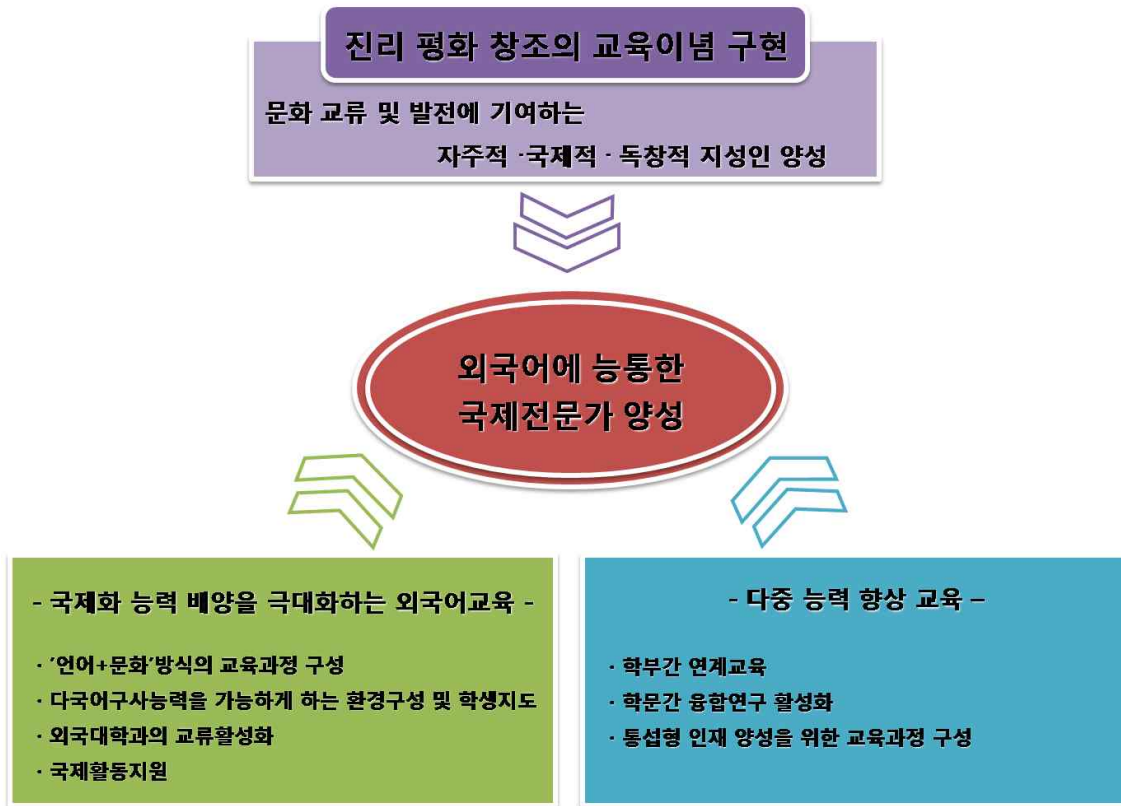 진리 평화 창조의 교육이념 구현
문화 교류 및 발전에 기여하는
자주적 ·국제적 · 독창적 지성인 양성
외국어에 능통한
국제전문가 양성
- 국제화 능력 배양을 극대화하는 외국어교육 -
· '언어+문화'방식의 교육과정 구성
· 다국어구사능력을 가능하게 하는 환경구성 및 학생지도
· 외국대학과의 교류활성화
· 국제활동지원
- 다중 능력 향상 교육 –
· 학부간 연계교육
· 학문간 융합연구 활성화
· 통섭형 인재 양성을 위한 교육과정 구성